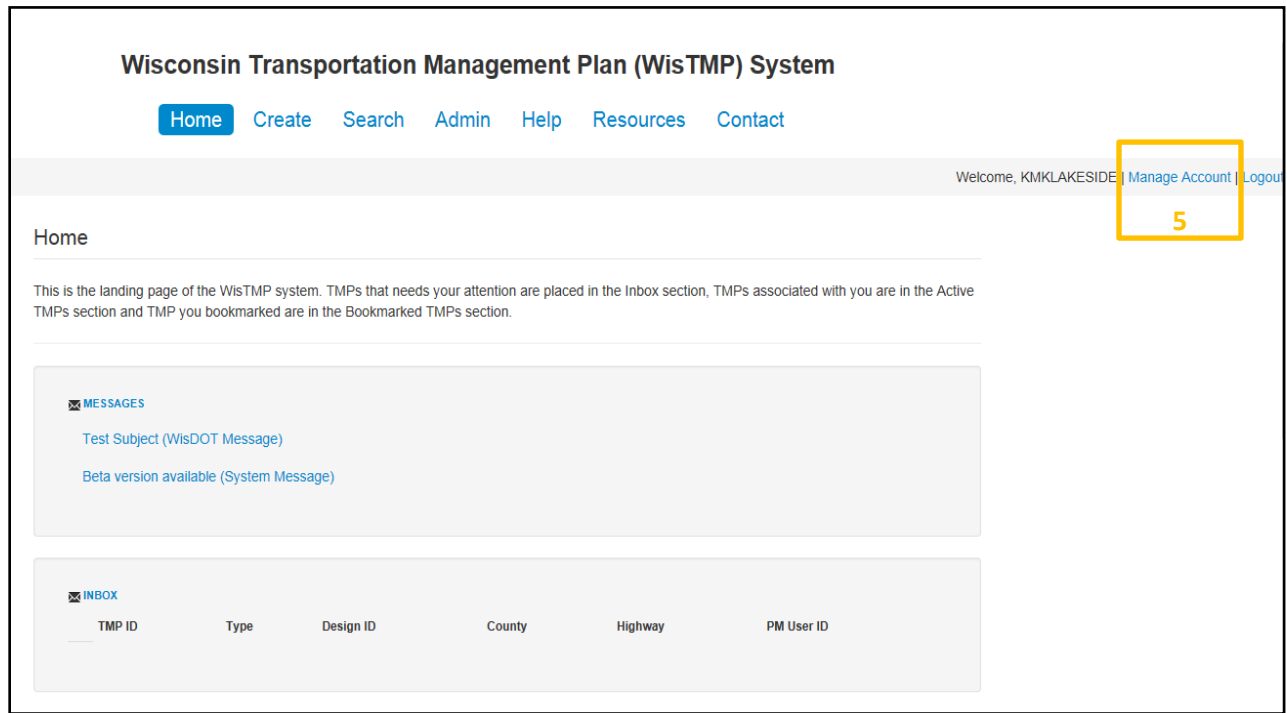 Wisconsin Transportation Management Plan (WisTMP) System
Home Create Search Admin Help Resources Contact
Welcome, KMKLAKESIDE | Manage Account | Logout
5
Home
This is the landing page of the WisTMP system. TMPs that needs your attention are placed in the Inbox section, TMPs associated with you are in the Active
TMPs section and TMP you bookmarked are in the Bookmarked TMPs section.
MESSAGES
Test Subject (WisDOT Message)
Beta version available (System Message)
INBOX
TMP ID Type Design ID County Highway PM User ID